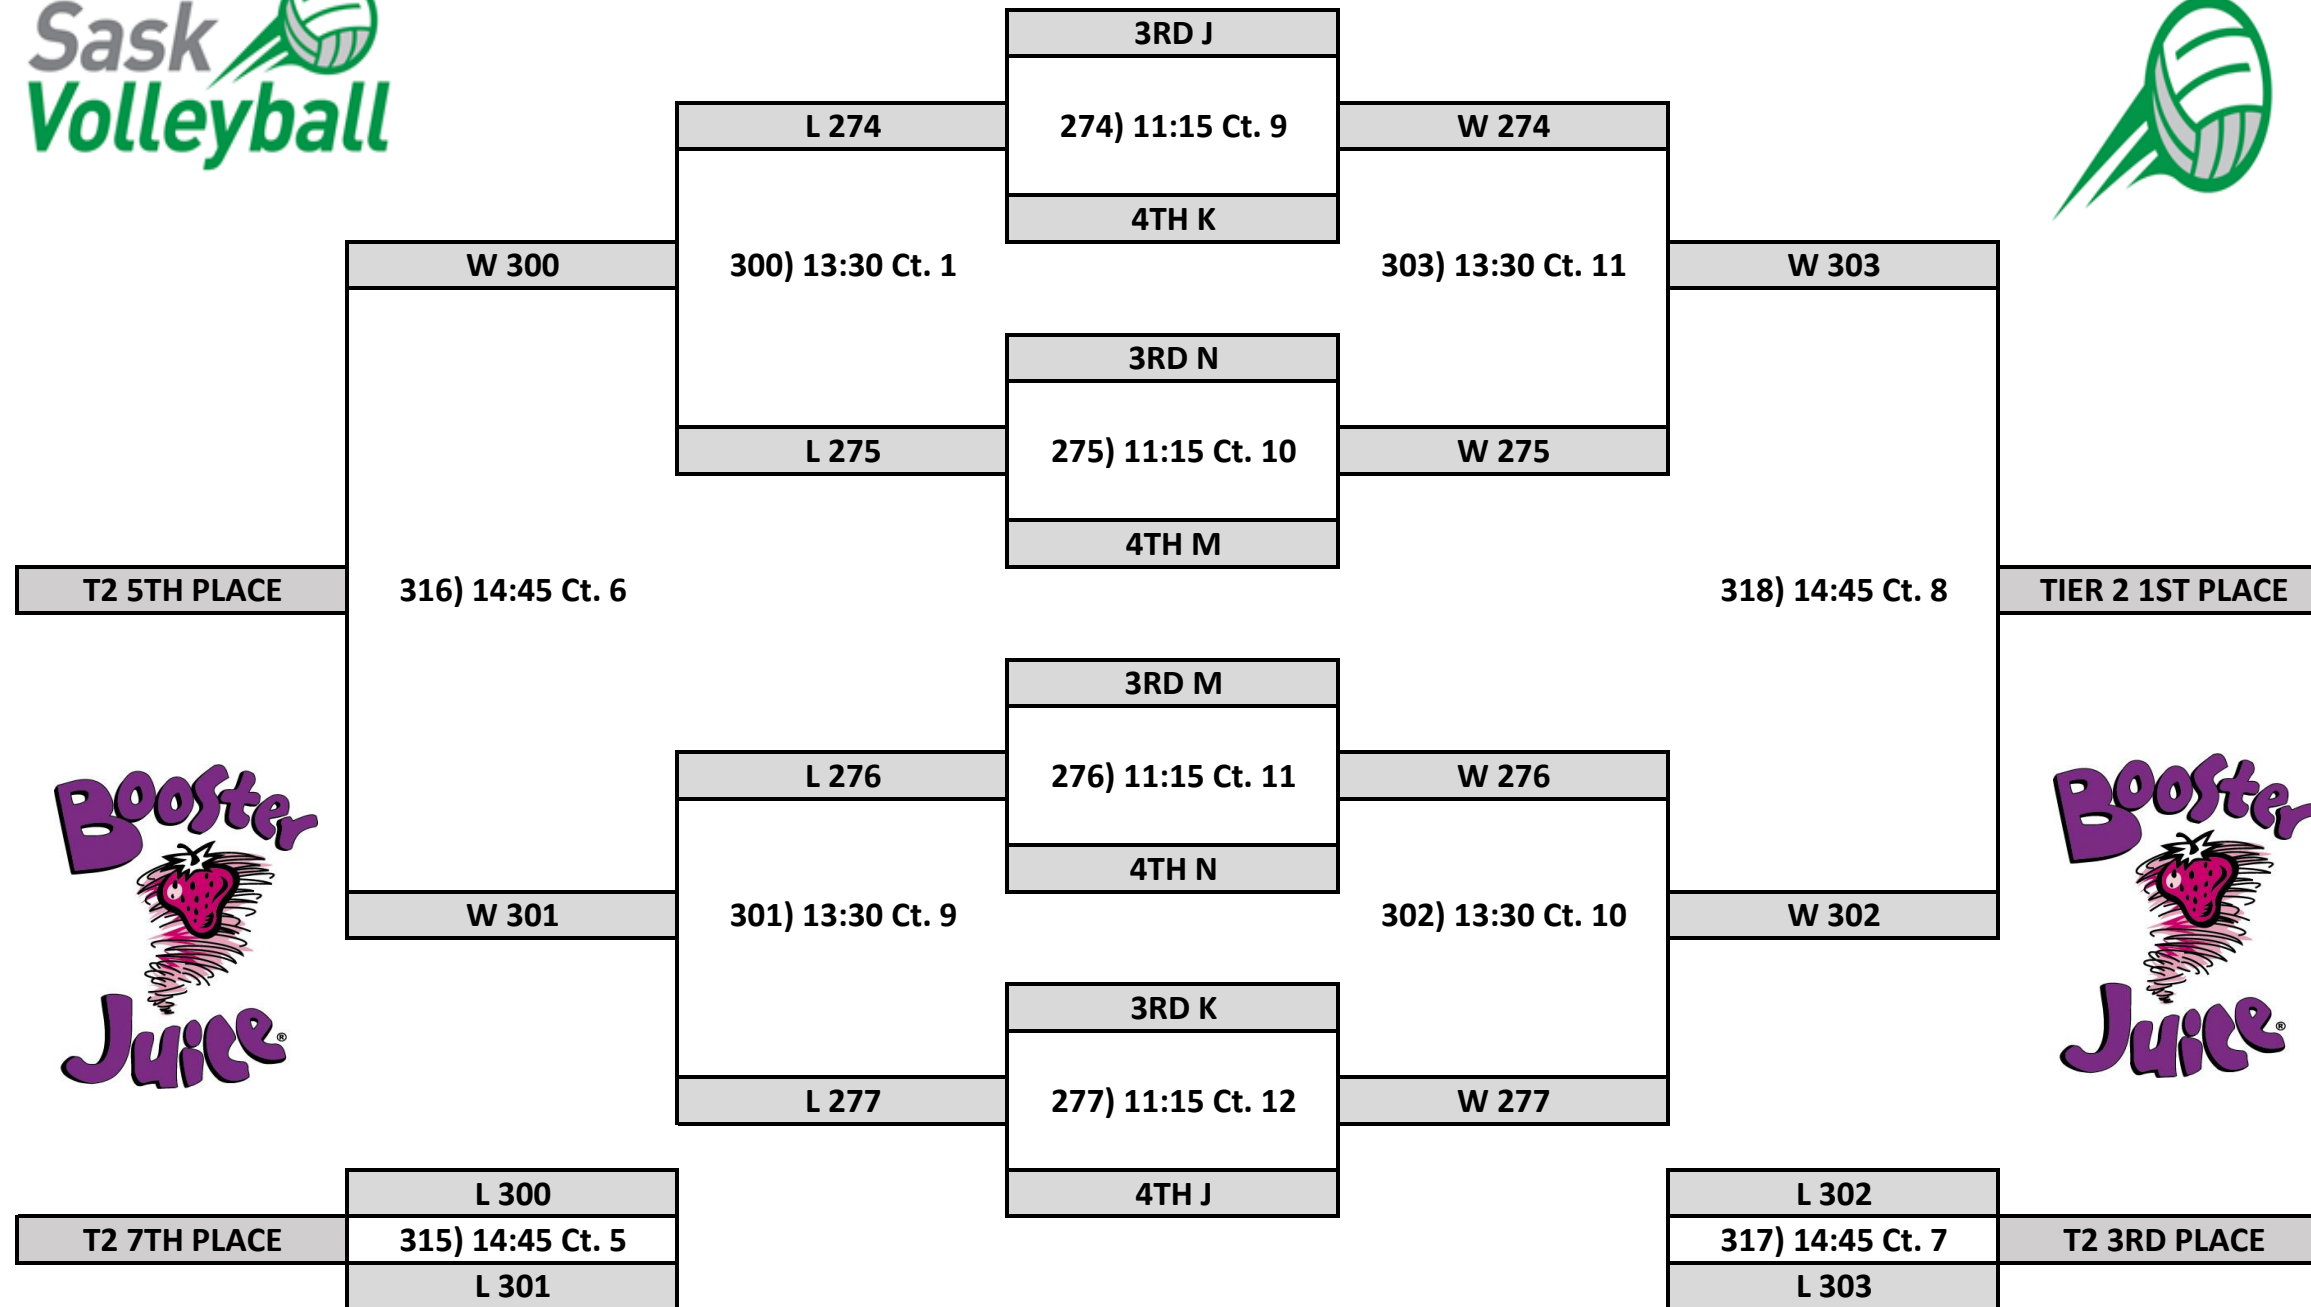 Sask
Volleyball
3RD J
L 274
274) 11:15 Ct. 9
W 274
4TH K
W 300
300) 13:30 Ct. 1
303) 13:30 Ct. 11
W 303
3RD N
L 275
275) 11:15 Ct. 10
W 275
4TH M
T2 5TH PLACE
316) 14:45 Ct. 6
318) 14:45 Ct. 8
TIER 2 1ST PLACE
3RD M
L 276
276) 11:15 Ct. 11
W 276
4TH N
W 301
301) 13:30 Ct. 9
302) 13:30 Ct. 10
W 302
Booster
Juice®
Booster
Juice®
3RD K
L 277
277) 11:15 Ct. 12
W 277
4TH J
L 300
T2 7TH PLACE
315) 14:45 Ct. 5
L 301
L 302
317) 14:45 Ct. 7
T2 3RD PLACE
L 303